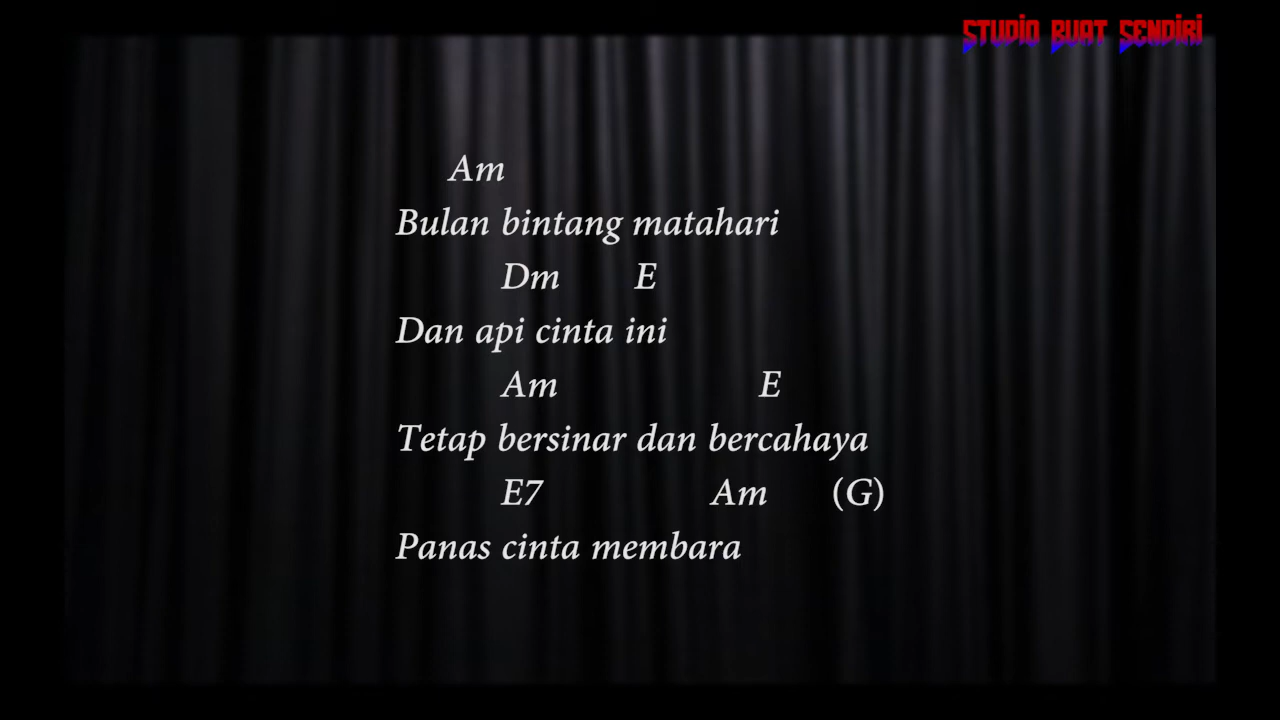 STUDIO BUAT SENDIRI
Am
Bulan bintang matahari
Dm E
Dan api cinta ini
Am E
Tetap bersinar dan bercahaya
E7 Am (G)
Panas cinta membara